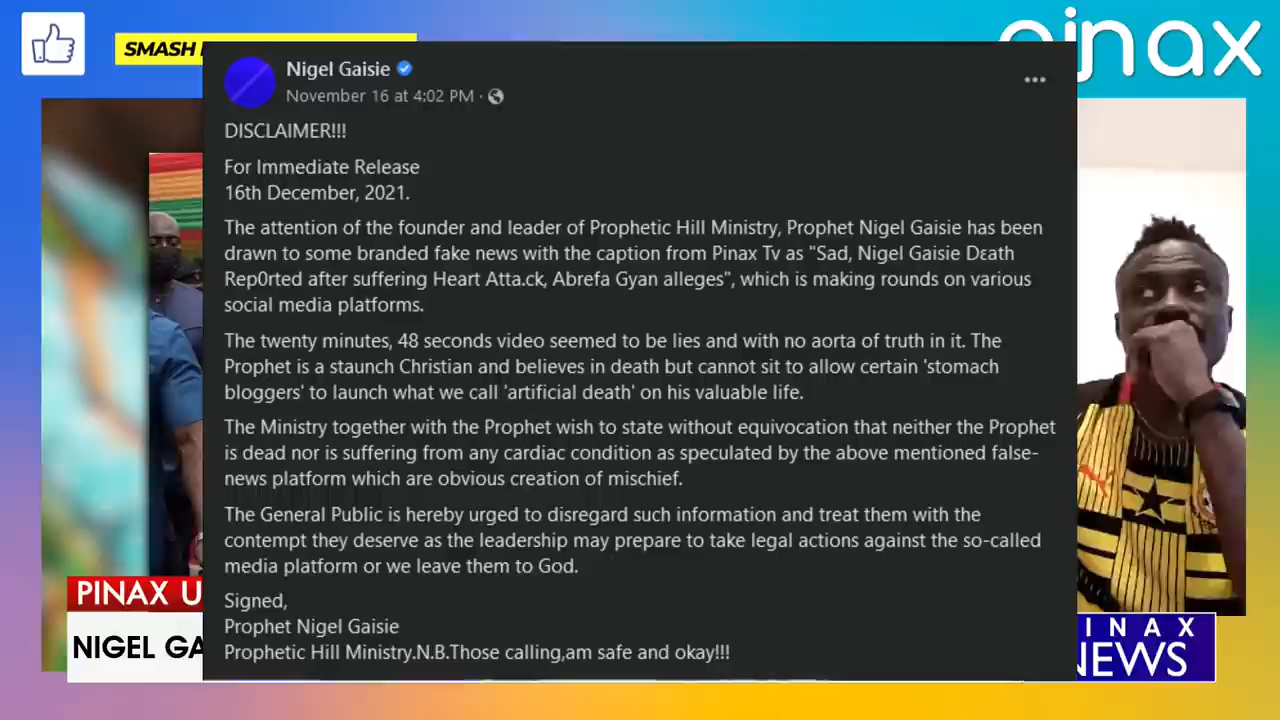 SMASH
pinax
Nigel Gaisie
November 16 at 4:02 PM ·
DISCLAIMER!!!
For Immediate Release
16th December, 2021.
The attention of the founder and leader of Prophetic Hill Ministry, Prophet Nigel Gaisie has been
drawn to some branded fake news with the caption from Pinax Tv as "Sad, Nigel Gaisie Dɛath
Rep0rted after suffering Heart Atta.ck, Abrefa Gyan alleges", which is making rounds on various
social media platforms.
The twenty minutes, 48 seconds video seemed to be lies and with no aorta of truth in it. The
Prophet is a staunch Christian and believes in death but cannot sit to allow certain 'stomach
bloggers' to launch what we call 'artificial death' on his valuable life.
The Ministry together with the Prophet wish to state without equivocation that neither the Prophet
is dead nor is suffering from any cardiac condition as speculated by the above mentioned false-
news platform which are obvious creation of mischief.
The General Public is hereby urged to disregard such information and treat them with the
contempt they deserve as the leadership may prepare to take legal actions against the so-called
media platform or we leave them to God.
Signed,
Prophet Nigel Gaisie
Prophetic Hill Ministry.N.B.Those calling,am safe and okay!!!
PINAX U
NIGEL GA
INAX
NEWS